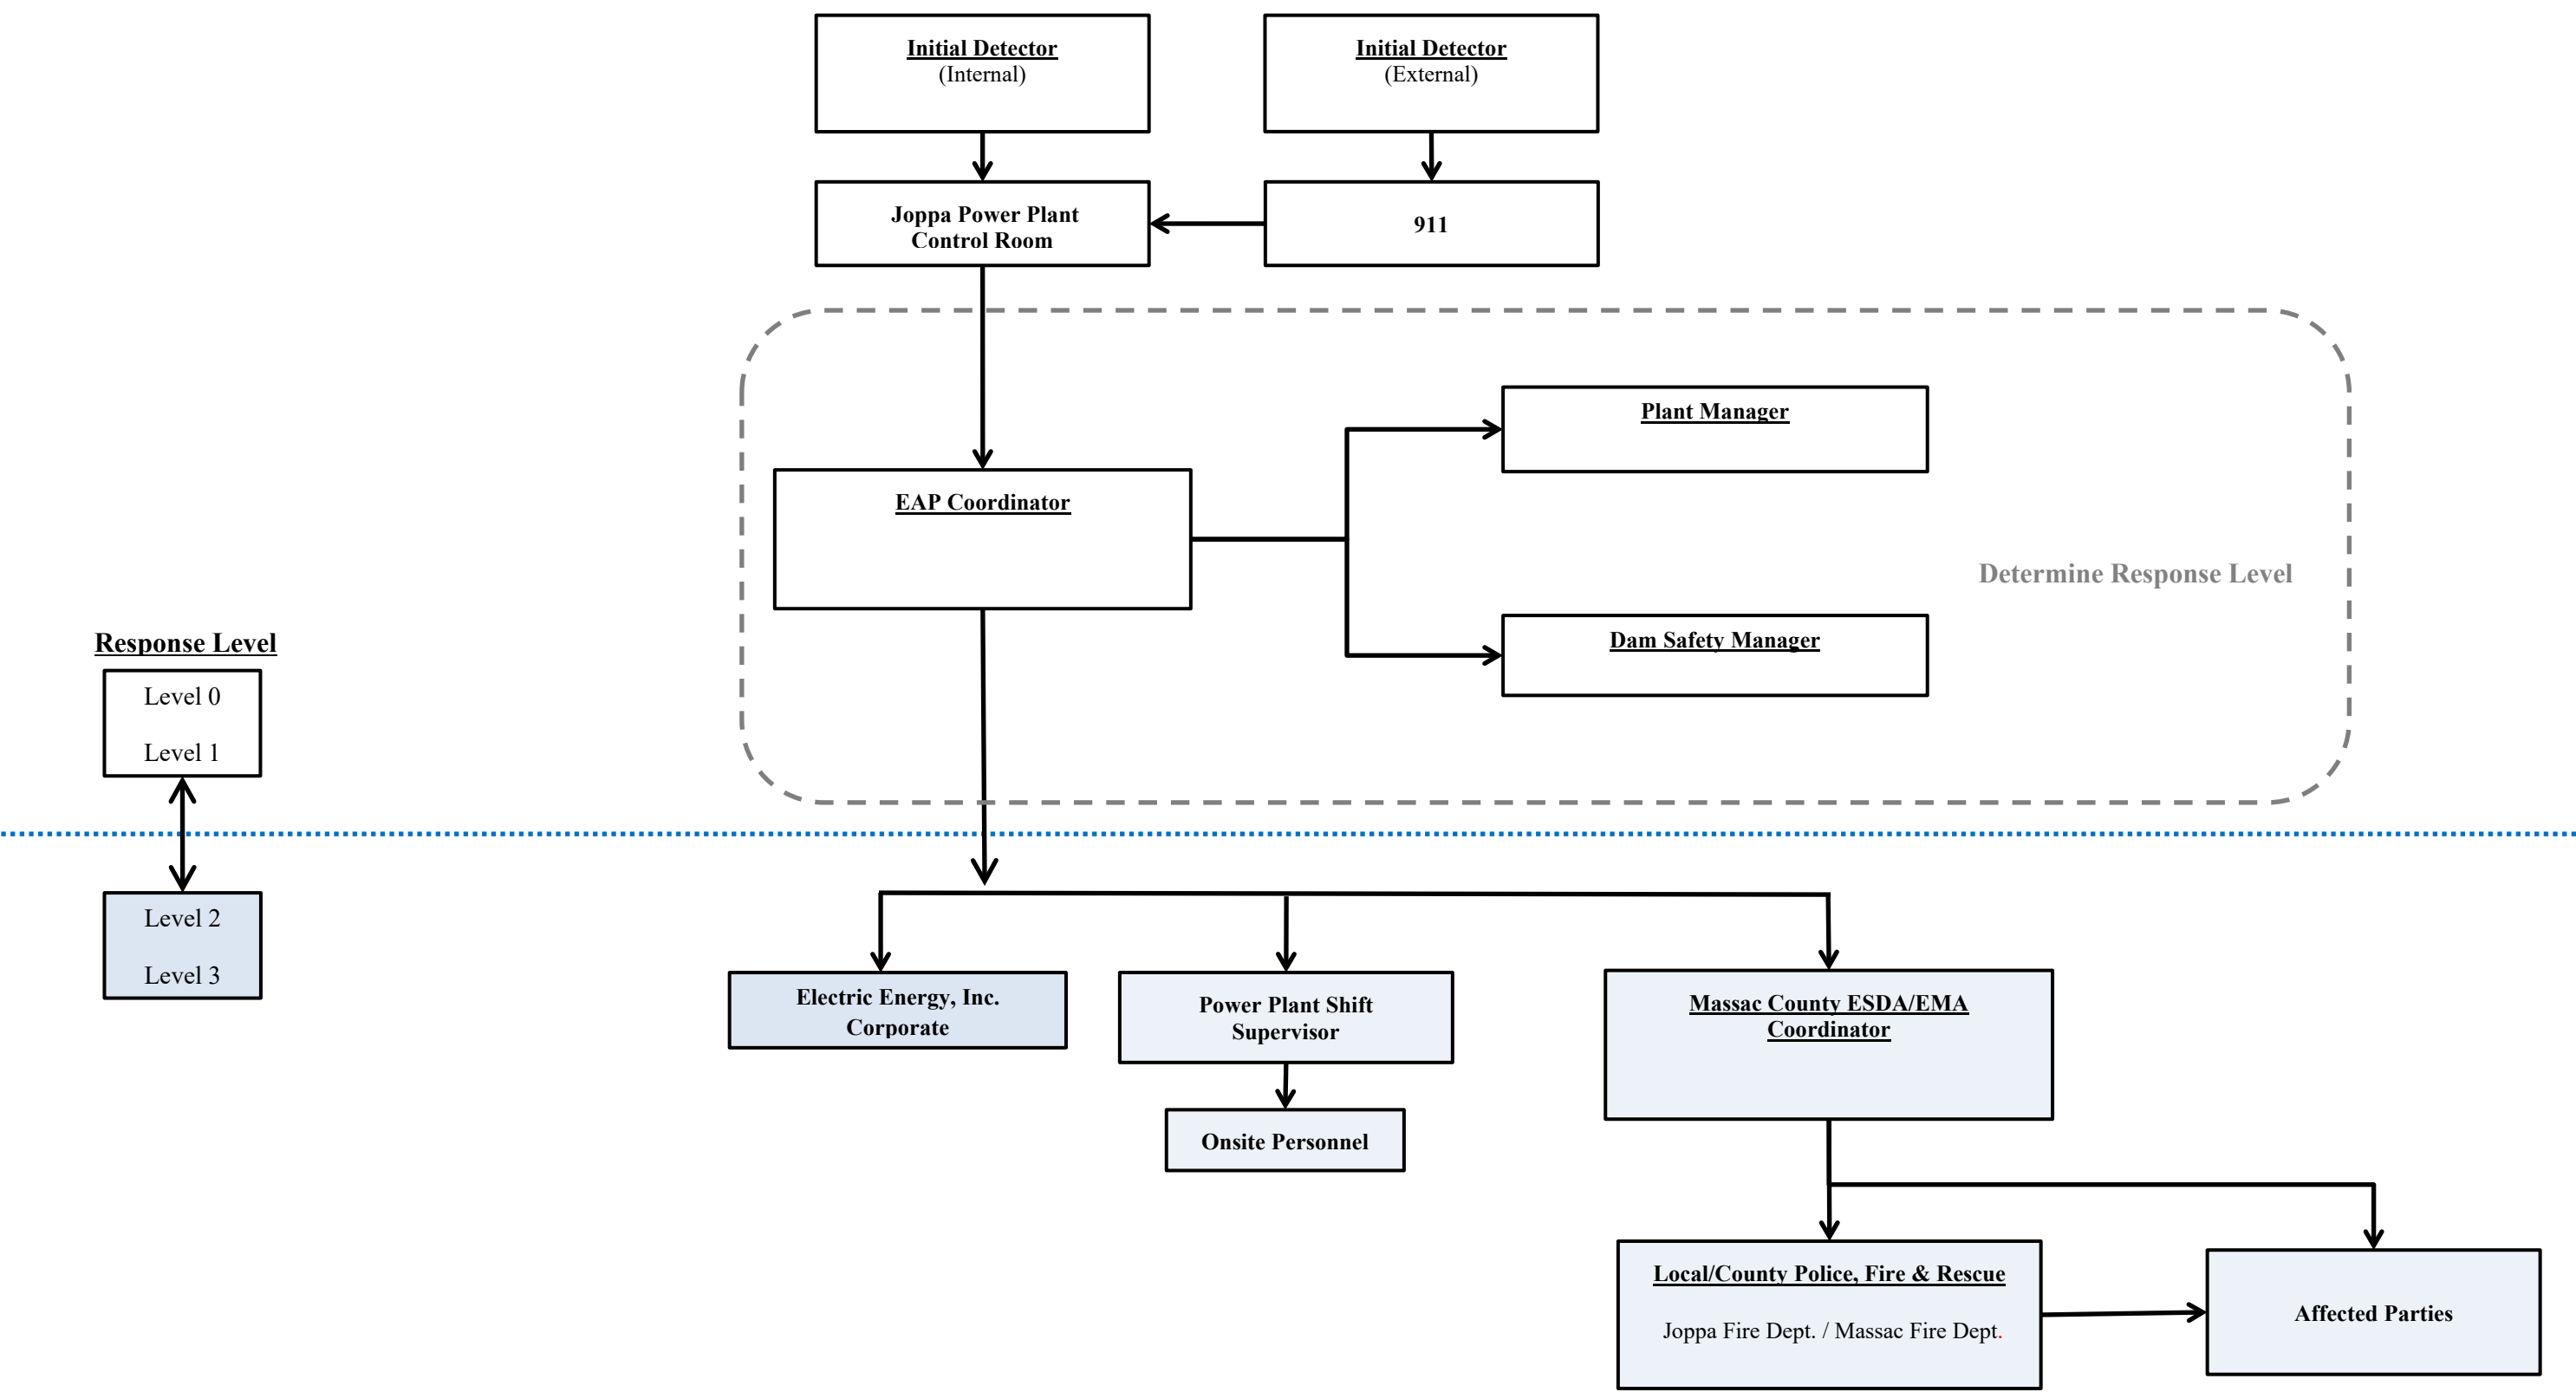 Initial Detector
(Internal)
Initial Detector
(External)
Joppa Power Plant
Control Room
911
Plant Manager
EAP Coordinator
Determine Response Level
Dam Safety Manager
Response Level
Level 0
Level 1
Level 2
Level 3
Electric Energy, Inc.
Corporate
Power Plant Shift
Supervisor
Massac County ESDA/EMA
Coordinator
Onsite Personnel
Local/County Police, Fire & Rescue
Joppa Fire Dept. / Massac Fire Dept.
Affected Parties